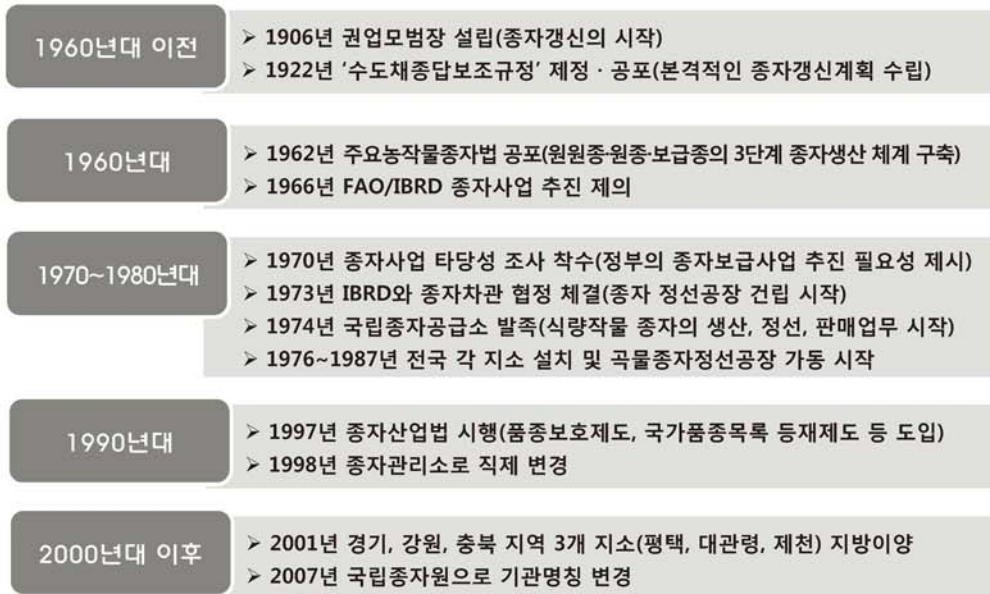 1960년대 이전
➢ 1906년 권업모범장 설립(종자갱신의 시작)
➢ 1922년 ‘수도채종답보조규정’ 제정 · 공포(본격적인 종자갱신계획 수립)
1960년대
➢ 1962년 주요농작물종자법 공포(원원종·원종·보급종의 3단계 종자생산 체계 구축)
➢ 1966년 FAO/IBRD 종자사업 추진 제의
1970~1980년대
➢ 1970년 종자사업 타당성 조사 착수(정부의 종자보급사업 추진 필요성 제시)
➢ 1973년 IBRD와 종자차관 협정 체결(종자 정선공장 건립 시작)
➢ 1974년 국립종자공급소 발족(식량작물 종자의 생산, 정선, 판매업무 시작)
➢ 1976~1987년 전국 각 지소 설치 및 곡물종자정선공장 가동 시작
1990년대
➢ 1997년 종자산업법 시행(품종보호제도, 국가품종목록 등재제도 등 도입)
➢ 1998년 종자관리소로 직제 변경
2000년대 이후
➢ 2001년 경기, 강원, 충북 지역 3개 지소(평택, 대관령, 제천) 지방이양
➢ 2007년 국립종자원으로 기관명칭 변경